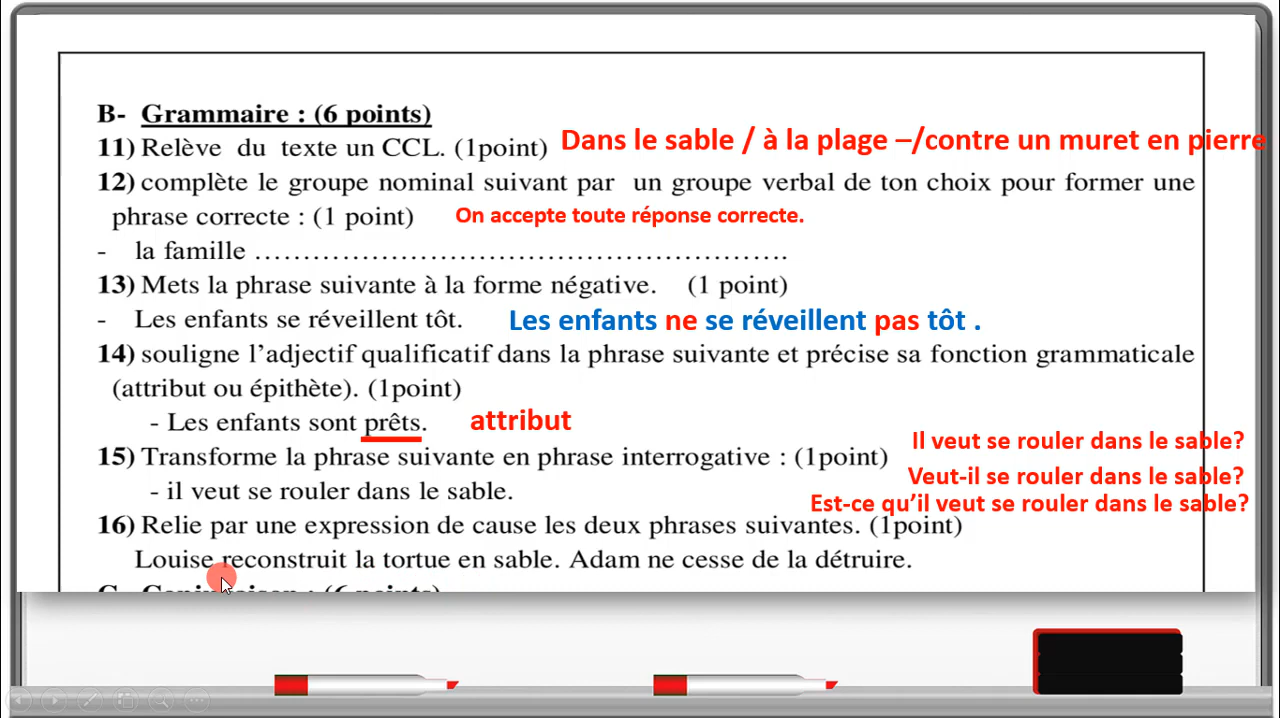 B- Grammaire : (6 points)
11) Relève du texte un CCL. (1point) Dans le sable / à la plage –/contre un muret en pierre
12) complète le groupe nominal suivant par un groupe verbal de ton choix pour former une
phrase correcte : (1 point) On accepte toute réponse correcte.
- la famille ……………………………………………….
13) Mets la phrase suivante à la forme négative. (1 point)
- Les enfants se réveillent tôt. Les enfants ne se réveillent pas tôt .
14) souligne l’adjectif qualificatif dans la phrase suivante et précise sa fonction grammaticale
(attribut ou épithète). (1point)
- Les enfants sont prêts. attribut
Il veut se rouler dans le sable?
15) Transforme la phrase suivante en phrase interrogative : (1point)
Veut-il se rouler dans le sable?
- il veut se rouler dans le sable.
Est-ce qu’il veut se rouler dans le sable?
16) Relie par une expression de cause les deux phrases suivantes. (1point)
Louise reconstruit la tortue en sable. Adam ne cesse de la détruire.